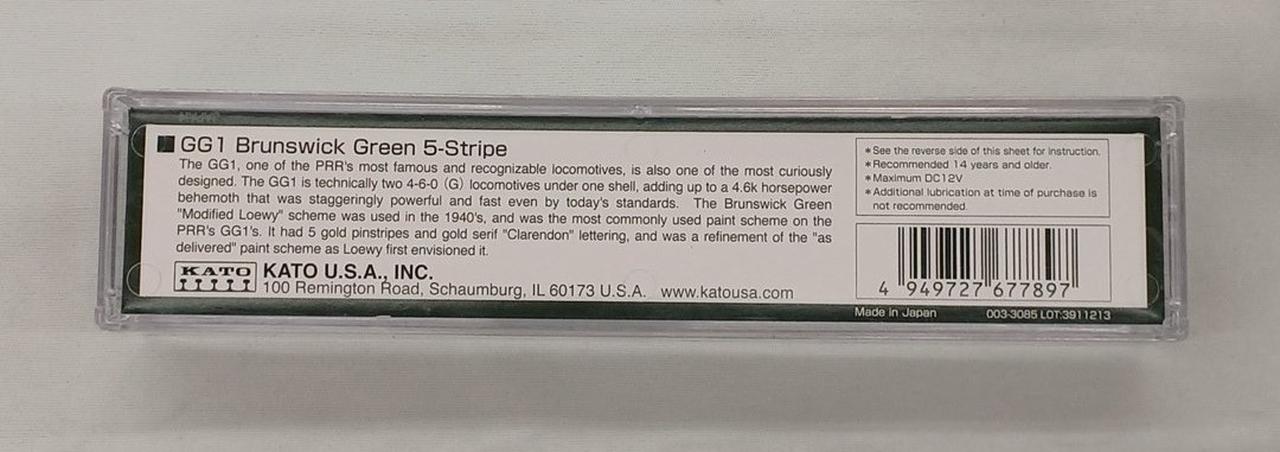 GG1 Brunswick Green 5-Stripe
The GG1, one of the PRR's most famous and recognizable locomotives, is also one of the most curiously
designed. The GG1 is technically two 4-6-0 (G) locomotives under one shell, adding up to a 4.6k horsepower
behemoth that was staggeringly powerful and fast even by today's standards. The Brunswick Green
"Modified Loewy" scheme was used in the 1940's, and was the most commonly used paint scheme on the
PRR's GG1's. It had 5 gold pinstripes and gold serif "Clarendon" lettering, and was a refinement of the "as
delivered" paint scheme as Loewy first envisioned it.
KATO
KATO U.S.A., INC.
100 Remington Road, Schaumburg, IL 60173 U.S.A. www.katousa.com
*See the reverse side of this sheet for instruction.
*Recommended 14 years and older.
*Maximum DC12V
*Additional lubrication at time of purchase is
not recommended.
4 949727 677897
Made in Japan 003-3085 LOT:3911213